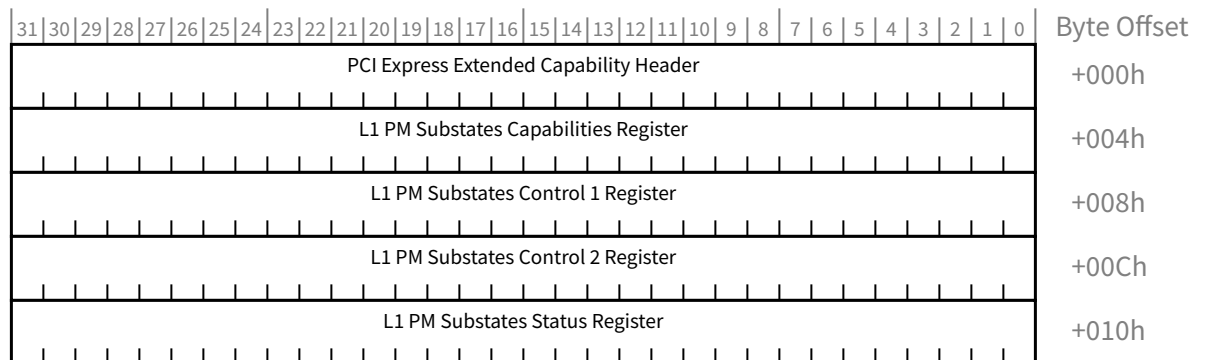 31 30 29 28 27 26 25 24 23 22 21 20 19 18 17 16 15 14 13 12 11 10 9 8 7 6 5 4 3 2 1 0 Byte Offset
PCI Express Extended Capability Header +000h
L1 PM Substates Capabilities Register +004h
L1 PM Substates Control 1 Register +008h
L1 PM Substates Control 2 Register +00Ch
L1 PM Substates Status Register +010h